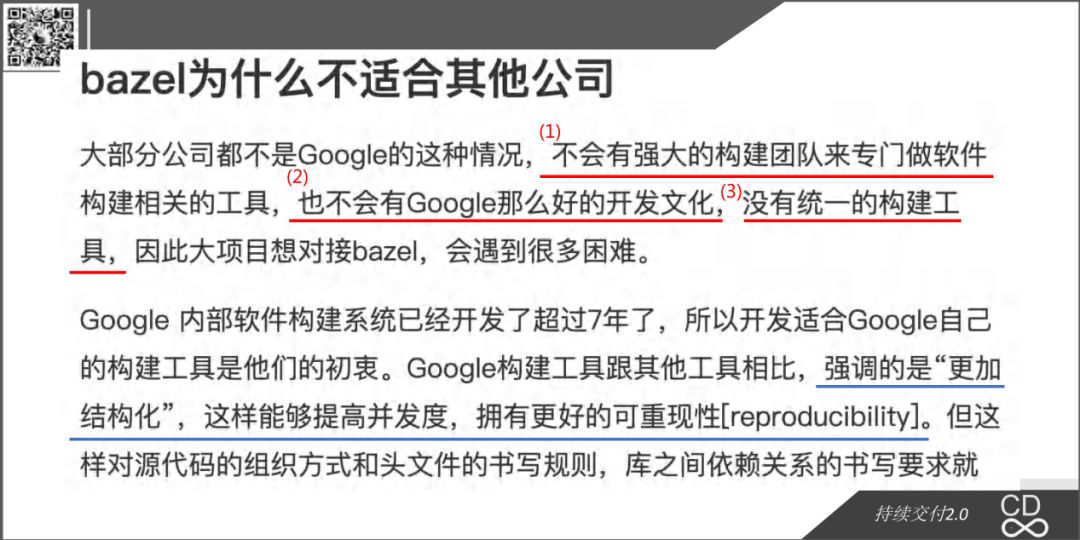 bazel为什么不适合其他公司
大部分公司都不是Google的这种情况，(1)不会有强大的构建团队来专门做软件
构建相关的工具，(2)也不会有Google那么好的开发文化，(3)没有统一的构建工
具，因此大项目想对接bazel，会遇到很多困难。
Google 内部软件构建系统已经开发了超过7年了，所以开发适合Google自己
的构建工具是他们的初衷。Google构建工具跟其他工具相比，强调的是“更加
结构化”，这样能够提高并发度，拥有更好的可重现性[reproducibility]。但这
样对源代码的组织方式和头文件的书写规则，库之间依赖关系的书写要求就
持续交付2.0
CD